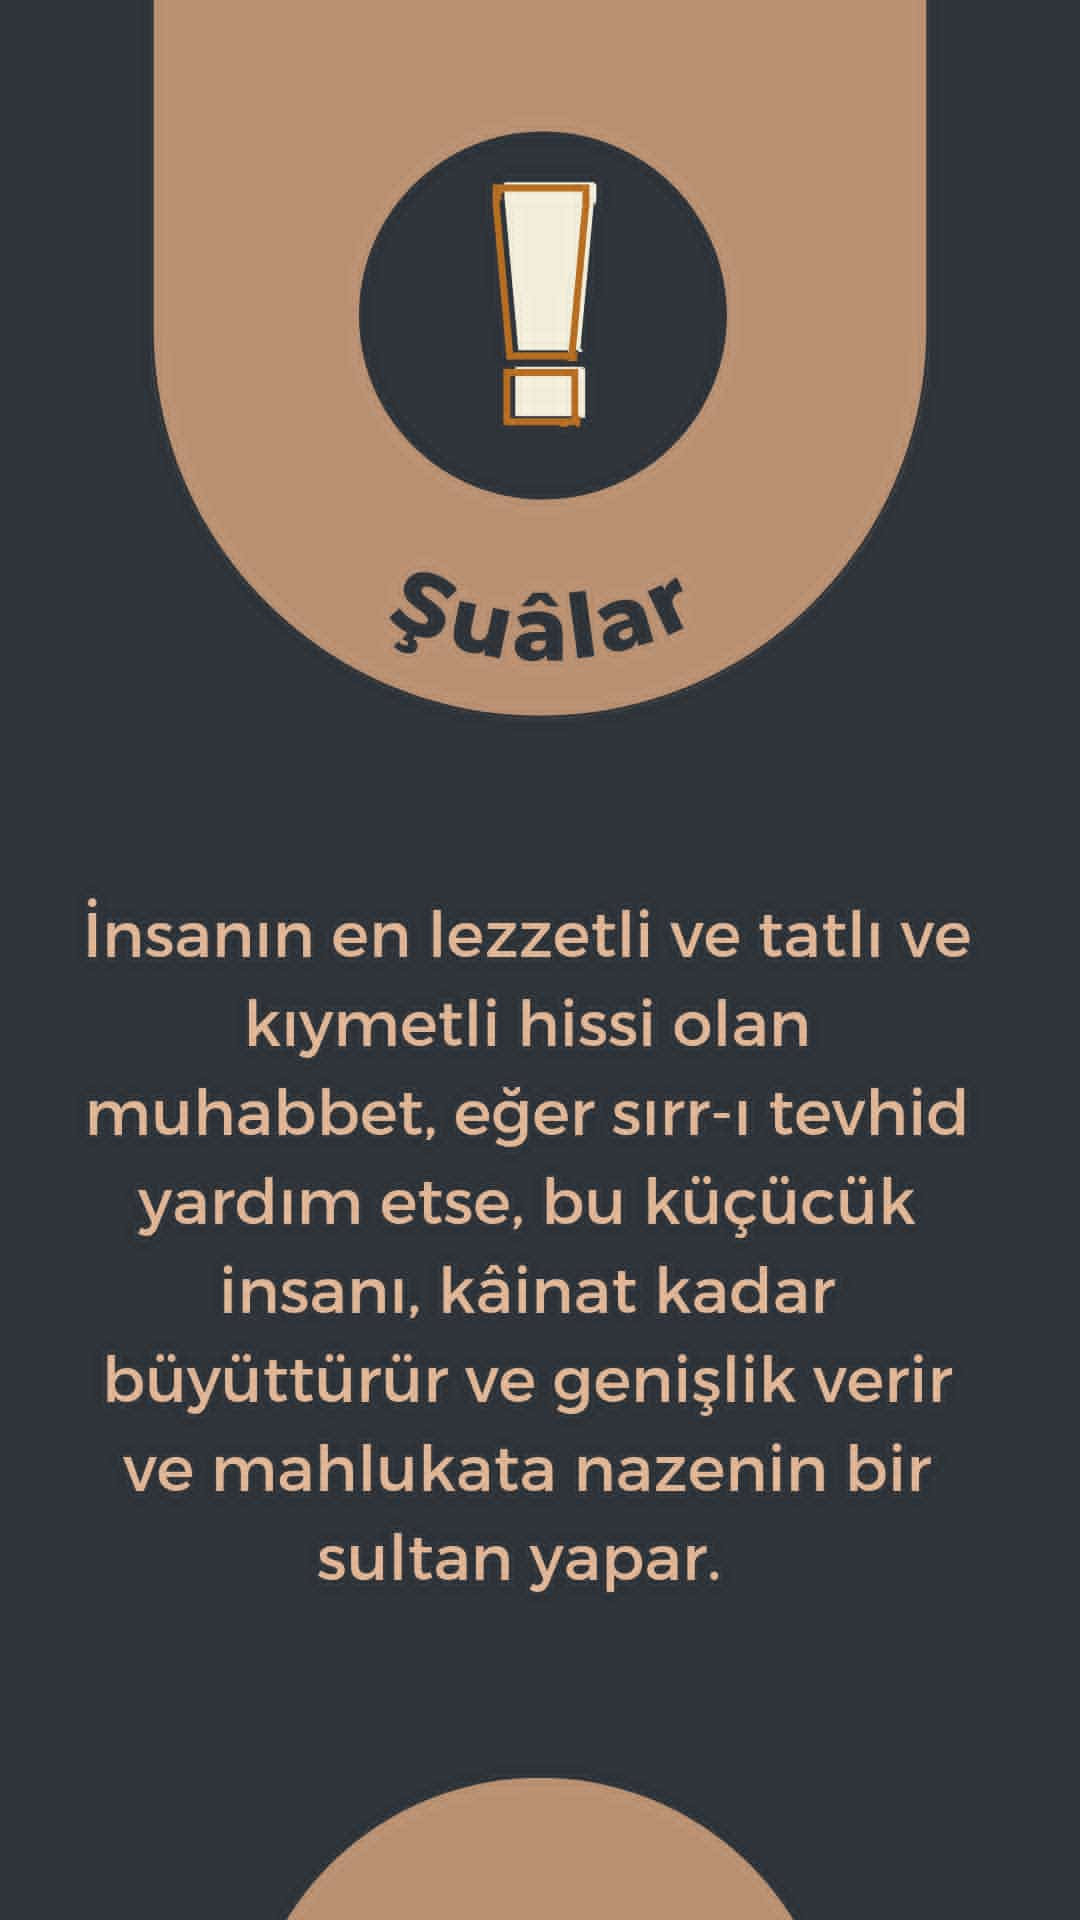 !
Şuâlar
İnsanın en lezzetli ve tatlı ve
kıymetli hissi olan
muhabbet, eğer sırr-ı tevhid
yardım etse, bu küçücük
insanı, kâinat kadar
büyüttürür ve genişlik verir
ve mahlukata nazenin bir
sultan yapar.